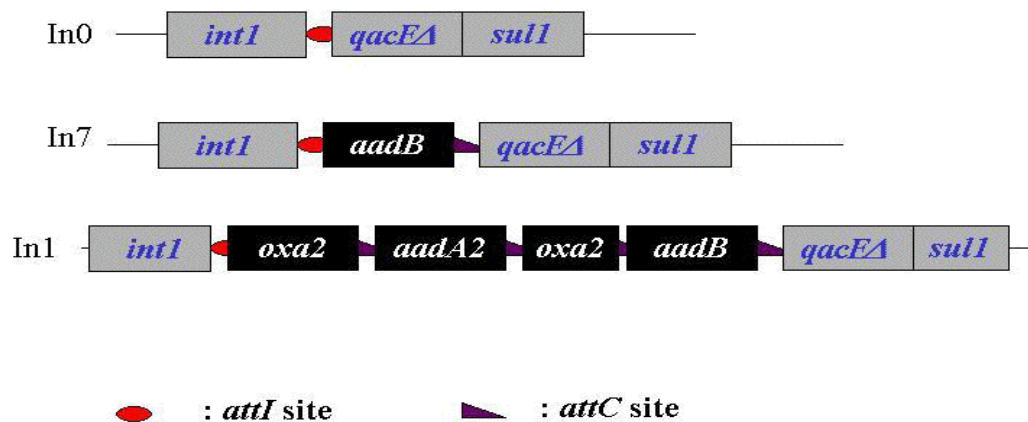 In0 int1 qacEΔ sul1
In7 int1 aadB qacEΔ sul1
In1 int1 oxa2 aadA2 oxa2 aadB qacEΔ sul1
: attI site : attC site